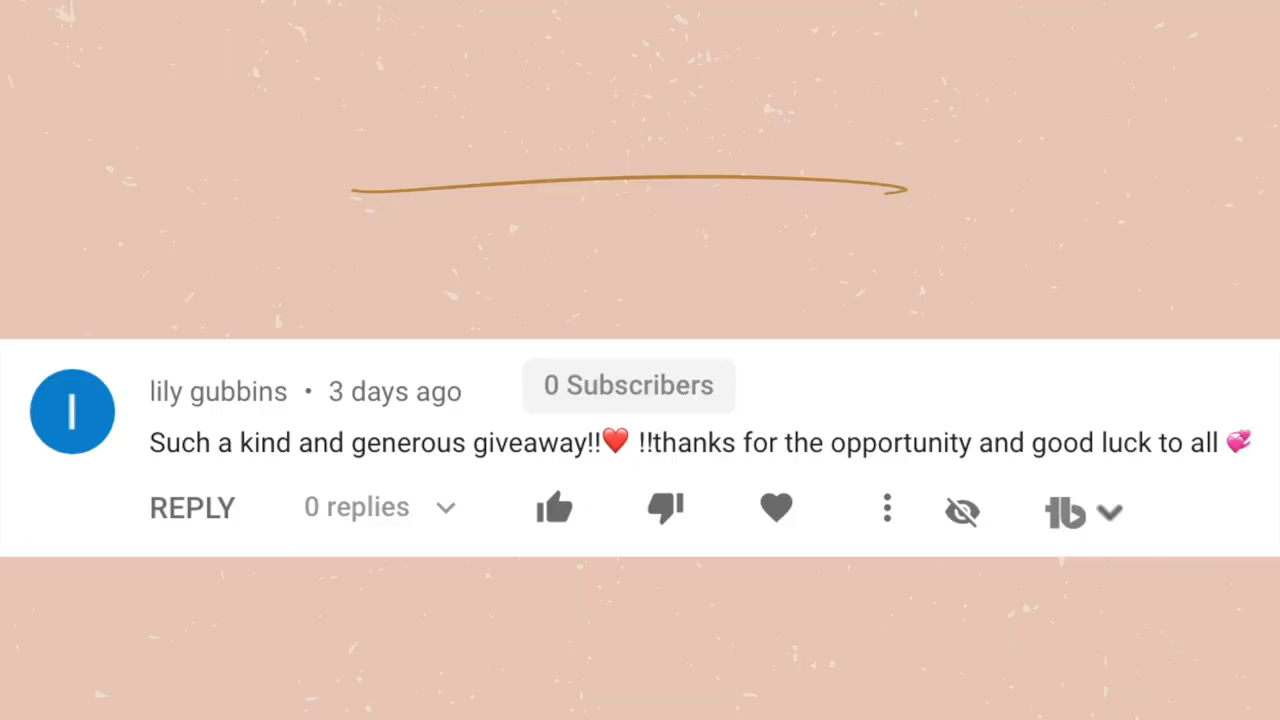 l
lily gubbins • 3 days ago 0 Subscribers
Such a kind and generous giveaway!!❤️ !!thanks for the opportunity and good luck to all 💞
REPLY 0 replies
tb